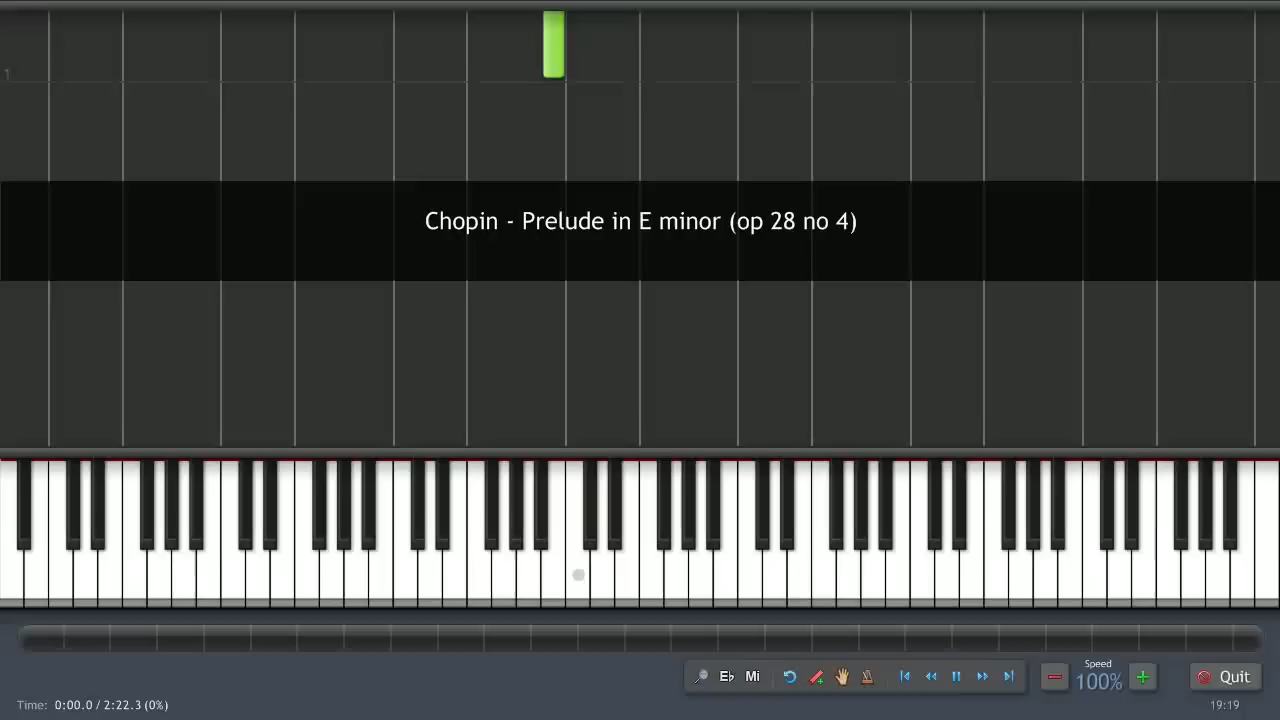 1
Chopin - Prelude in E minor (op 28 no 4)
E♭ Mi
Speed
100%
Quit
Time: 0:00.0 / 2:22.3 (0%)
19:19